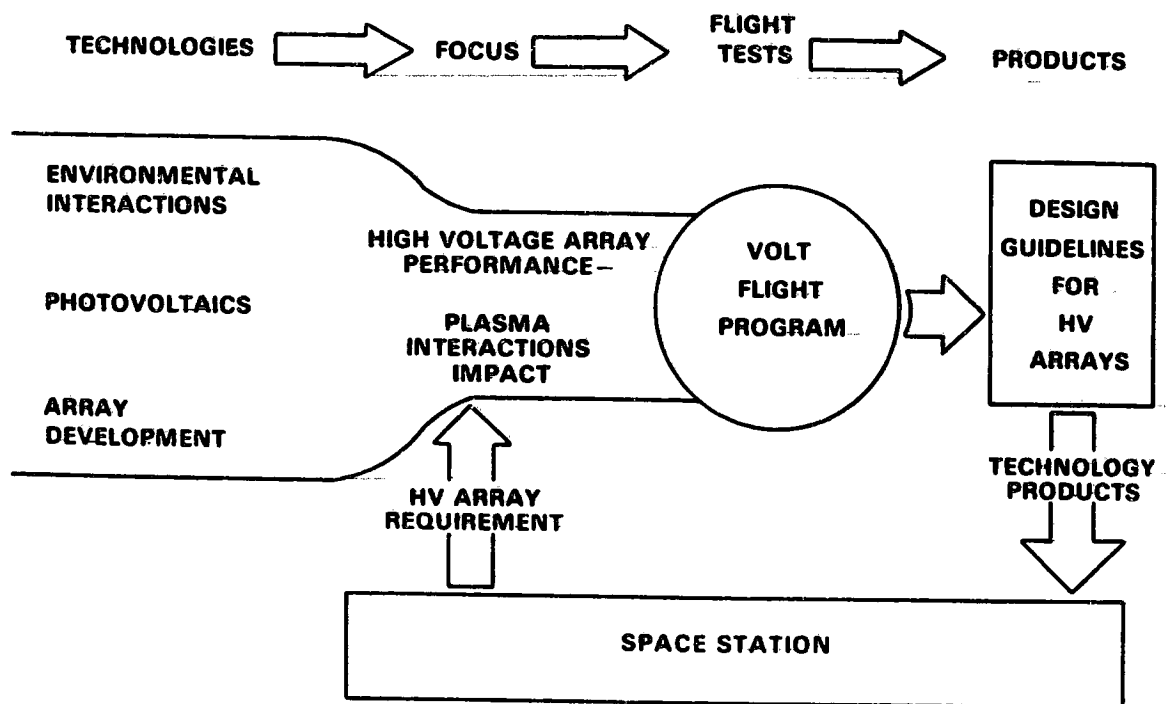 TECHNOLOGIES
FOCUS
FLIGHT
TESTS
PRODUCTS
ENVIRONMENTAL
INTERACTIONS
PHOTOVOLTAICS
ARRAY
DEVELOPMENT
HIGH VOLTAGE ARRAY
PERFORMANCE—
PLASMA
INTERACTIONS
IMPACT
HV ARRAY
REQUIREMENT
VOLT
FLIGHT
PROGRAM
DESIGN
GUIDELINES
FOR
HV
ARRAYS
TECHNOLOGY
PRODUCTS
SPACE STATION